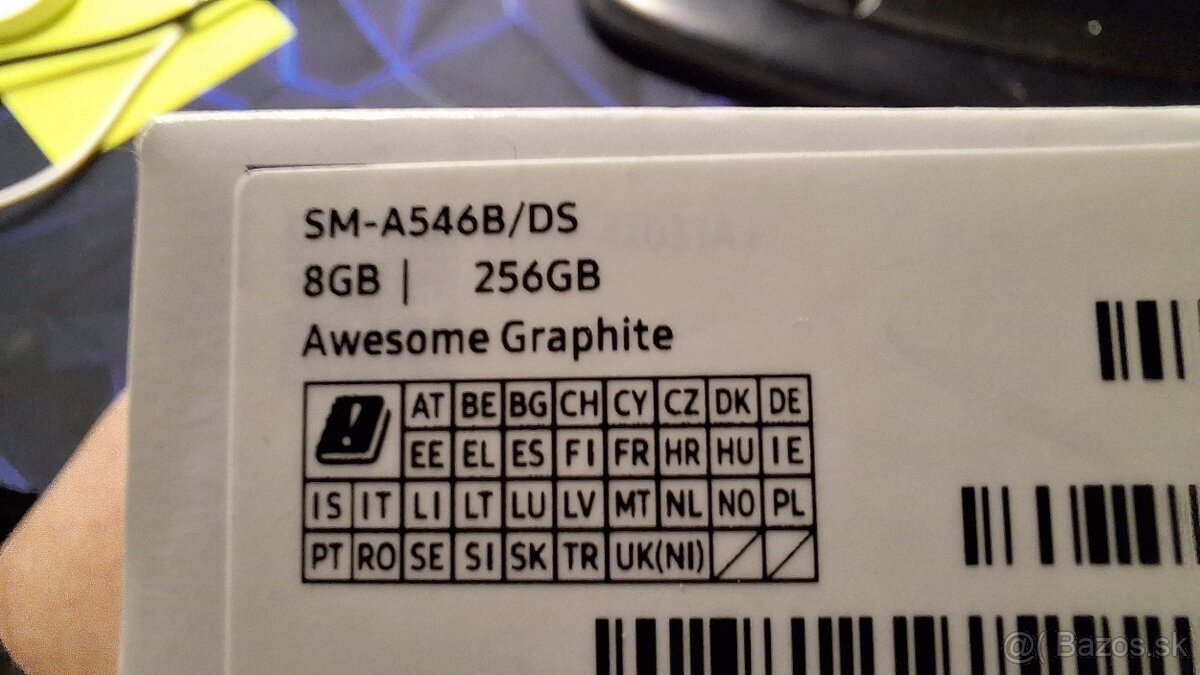 SM-A546B/DS
8GB | 256GB
Awesome Graphite
AT BE BG CH CY CZ DK DE
EE EL ES FI FR HR HU IE
IS IT LI LT LU LV MT NL NO PL
PT RO SE SI SK TR UK(NI)
@( Bazos.sk